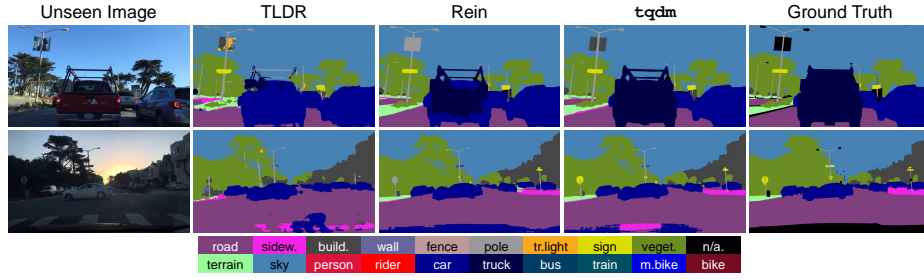 Unseen Image TLDR Rein tqdm Ground Truth
road sidew. build. wall fence pole tr.light sign veget. n/a.
terrain sky person rider car truck bus train m.bike bike